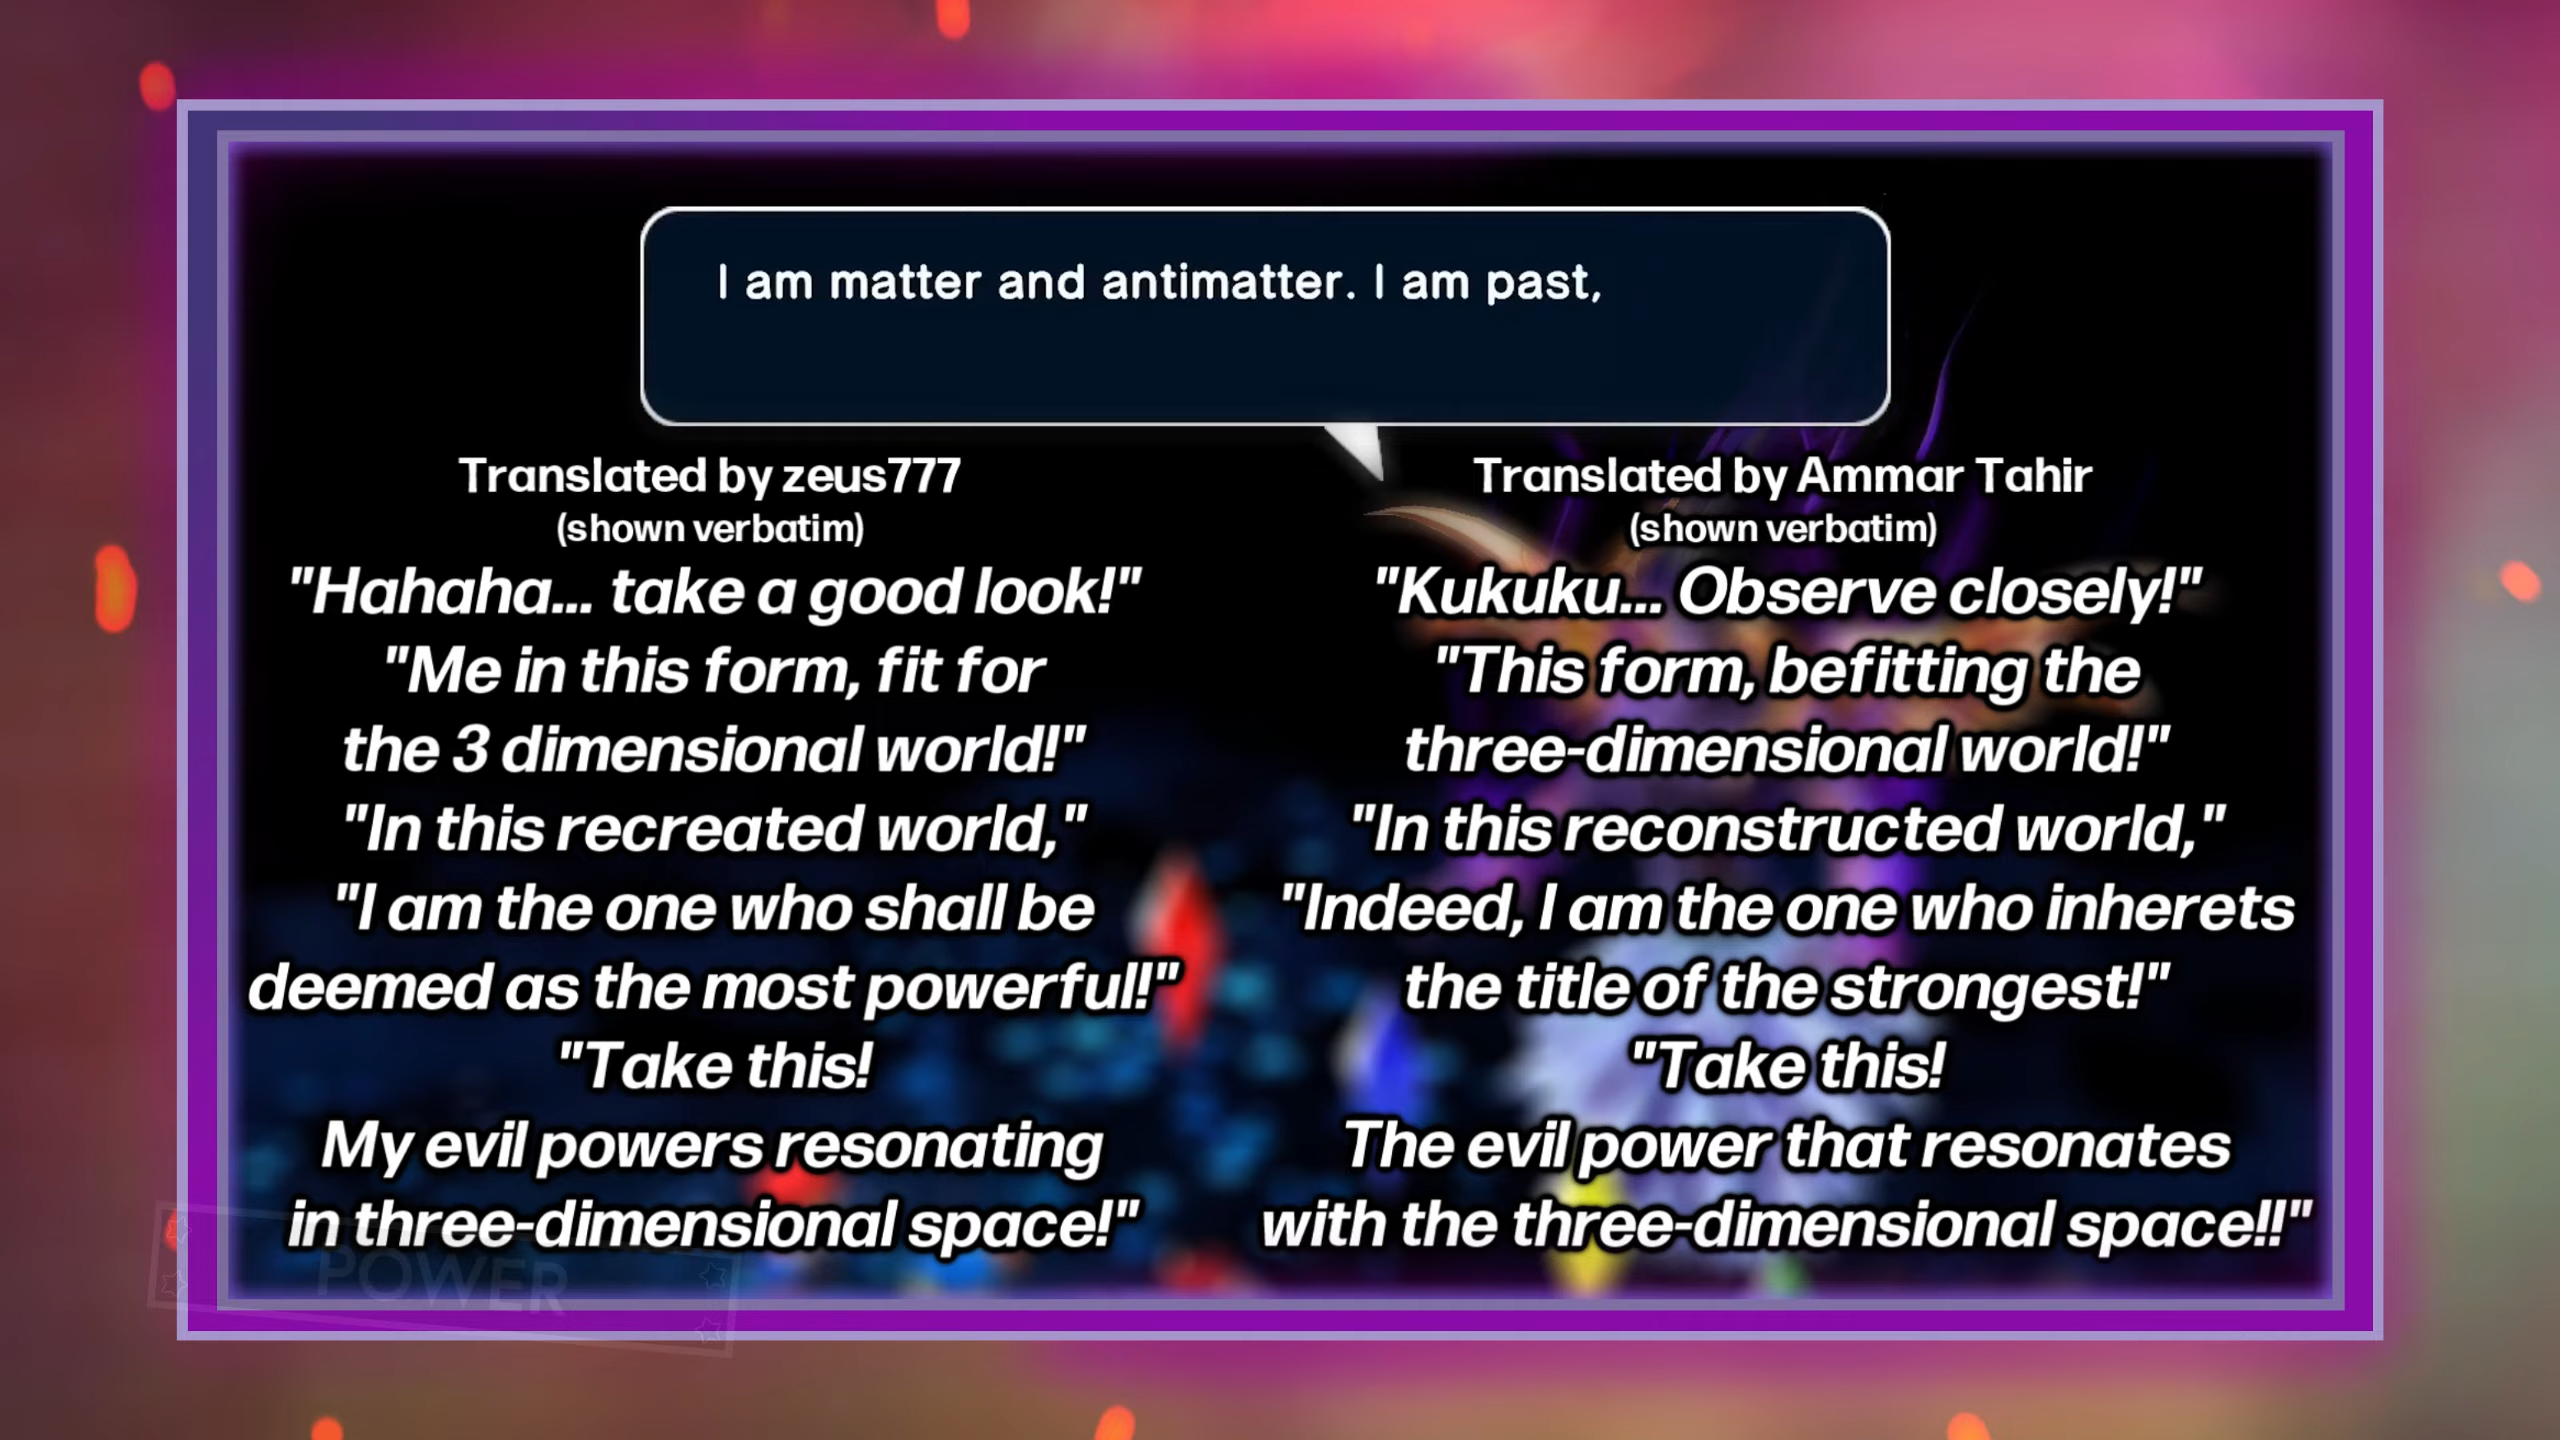 I am matter and antimatter. I am past,
Translated by zeus777
(shown verbatim)
"Hahaha... take a good look!"
"Me in this form, fit for
the 3 dimensional world!"
"In this recreated world,"
"I am the one who shall be
deemed as the most powerful!"
"Take this!
My evil powers resonating
in three-dimensional space!"
Translated by Ammar Tahir
(shown verbatim)
"Kukuku... Observe closely!"
"This form, befitting the
three-dimensional world!"
"In this reconstructed world,"
"Indeed, I am the one who inherets
the title of the strongest!"
"Take this!
The evil power that resonates
with the three-dimensional space!!"
POWER